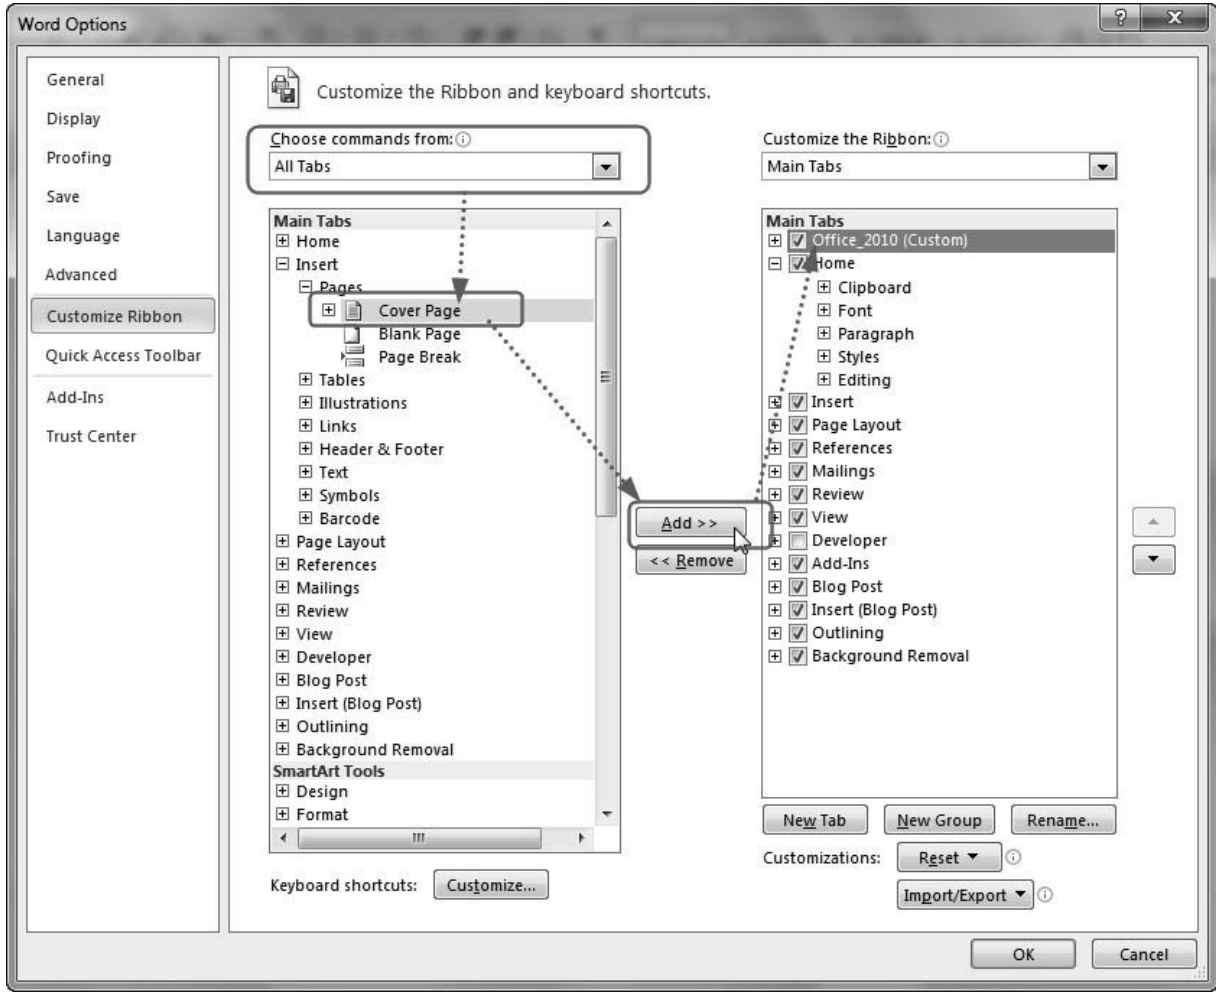 Word Options
General
Display
Proofing
Save
Language
Advanced
Customize Ribbon
Quick Access Toolbar
Add-Ins
Trust Center
Customize the Ribbon and keyboard shortcuts.
Choose commands from:
All Tabs
Main Tabs
Home
Insert
Pages
Cover Page
Blank Page
Page Break
Tables
Illustrations
Links
Header & Footer
Text
Symbols
Barcode
Page Layout
References
Mailings
Review
View
Developer
Blog Post
Insert (Blog Post)
Outlining
Background Removal
SmartArt Tools
Design
Format
Keyboard shortcuts: Customize...
Add >>
<< Remove
Customize the Ribbon:
Main Tabs
Main Tabs
Office_2010 (Custom)
Home
Clipboard
Font
Paragraph
Styles
Editing
Insert
Page Layout
References
Mailings
Review
View
Developer
Add-Ins
Blog Post
Insert (Blog Post)
Outlining
Background Removal
New Tab New Group Rename...
Customizations: Reset
Import/Export
OK Cancel